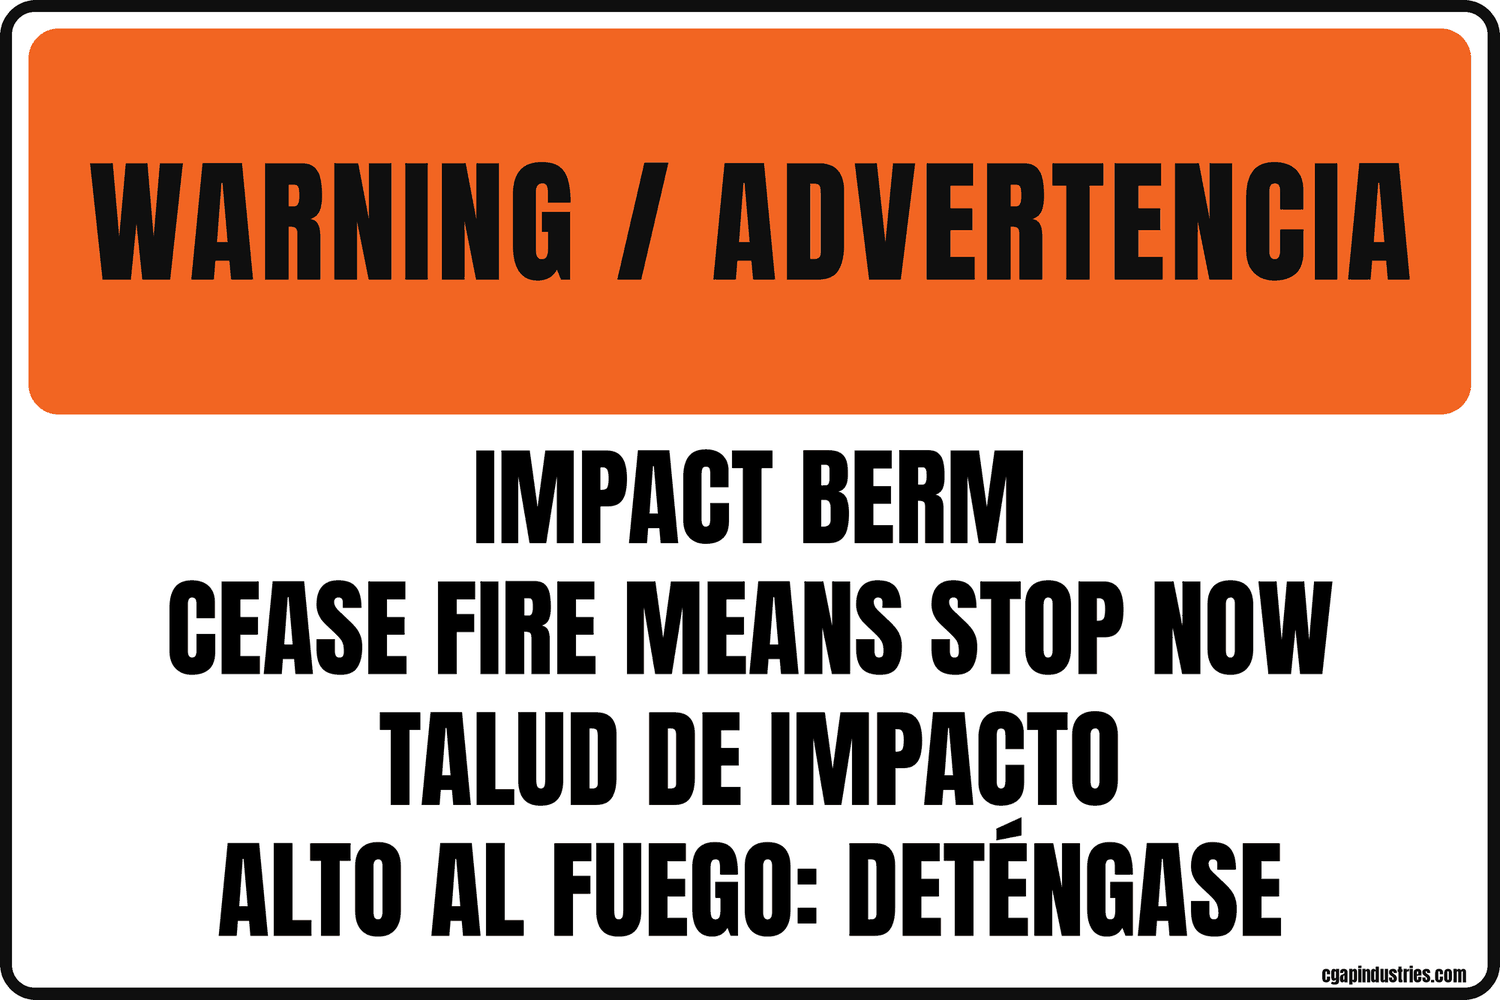 WARNING / ADVERTENCIA
IMPACT BERM
CEASE FIRE MEANS STOP NOW
TALUD DE IMPACTO
ALTO AL FUEGO: DETÉNGASE
cgapindustries.com